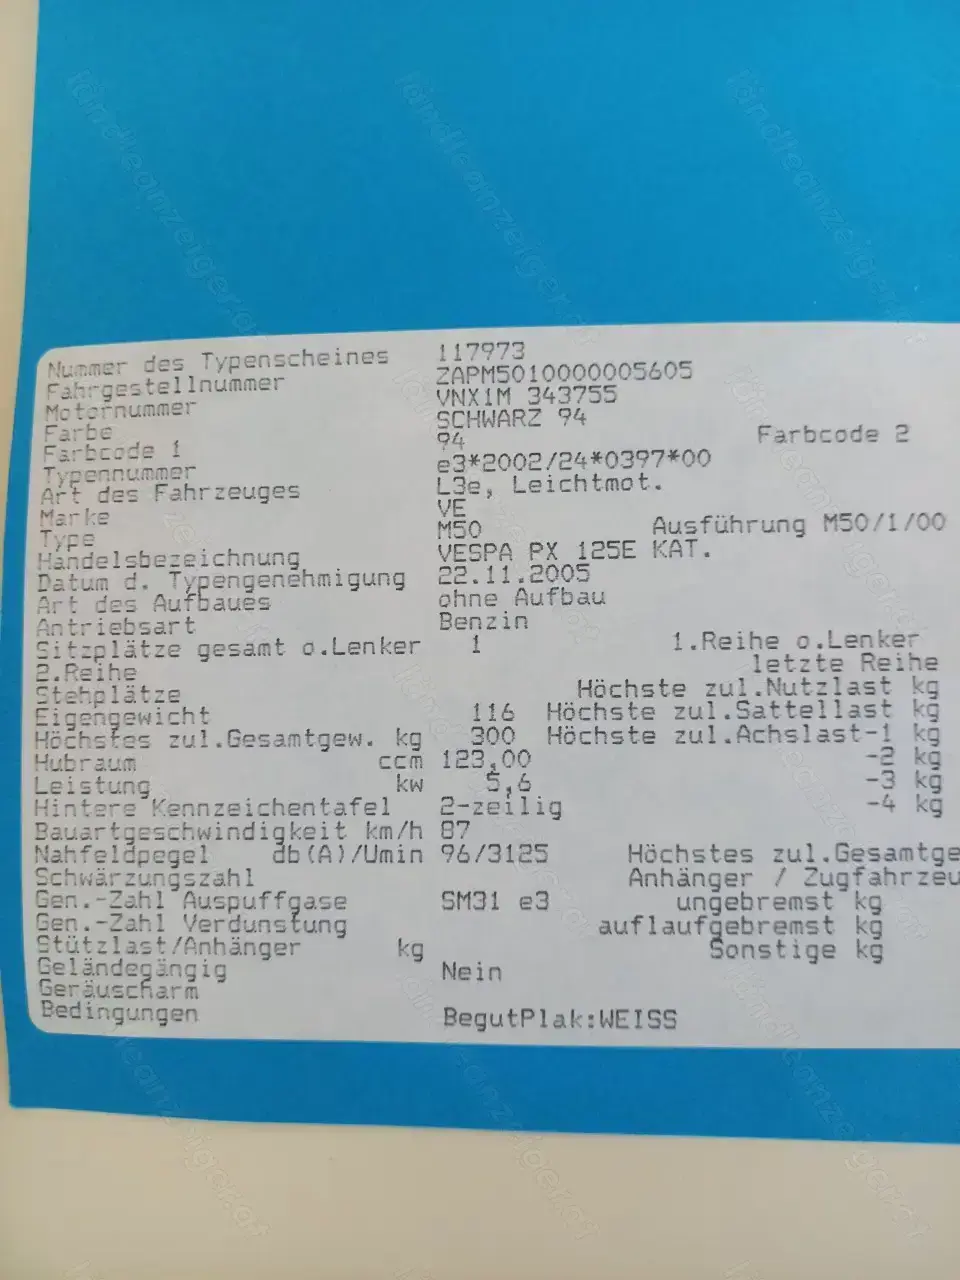 Nummer des Typenscheines 117973
Fahrgestellnummer ZAPM5010000005605
Motornummer VNX1M 343755
Farbe SCHWARZ 94
Farbcode 1 94 Farbcode 2
Typennummer e3*2002/24*0397*00
Art des Fahrzeuges L3e, Leichtmot.
Marke VE
Type M50 Ausführung M50/1/00
Handelsbezeichnung VESPA PX 125E KAT.
Datum d. Typengenehmigung 22.11.2005
Art des Aufbaues ohne Aufbau
Antriebsart Benzin
Sitzplätze gesamt o.Lenker 1 1.Reihe o.Lenker
2.Reihe letzte Reihe
Stehplätze Höchste zul.Nutzlast kg
Eigengewicht 116 Höchste zul.Sattellast kg
Höchstes zul.Gesamtgew. kg 300 Höchste zul.Achslast-1 kg
Hubraum ccm 123,00 -2 kg
Leistung kw 5,6 -3 kg
Hintere Kennzeichentafel 2-zeilig -4 kg
Bauartgeschwindigkeit km/h 87
Nahfeldpegel db(A)/Umin 96/3125 Höchstes zul.Gesamtge
Schwärzungszahl Anhänger / Zugfahrzeu
Gen.-Zahl Auspuffgase SM31 e3 ungebremst kg
Gen.-Zahl Verdunstung auflaufgebremst kg
Stützlast/Anhänger kg Sonstige kg
Geländegängig Nein
Geräuscharm
Bedingungen BegutPlak:WEISS
ländleanzeiger.at